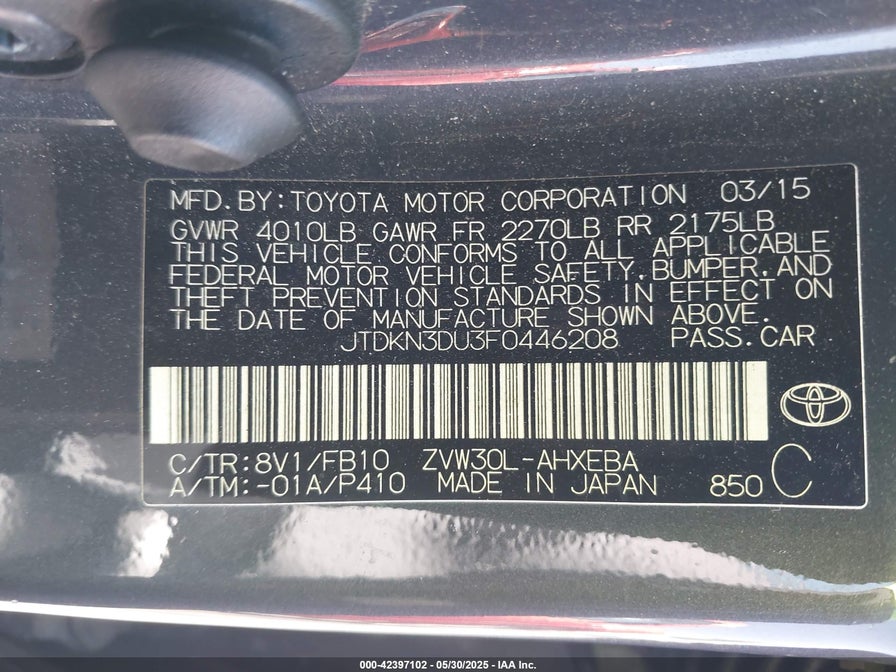 MFD.BY:TOYOTA MOTOR CORPORATION 03/15
GVWR 4010LB GAWR FR 2270LB RR 2175LB
THIS VEHICLE CONFORMS TO ALL APPLICABLE
FEDERAL MOTOR VEHICLE SAFETY,BUMPER,AND
THEFT PREVENTION STANDARDS IN EFFECT ON
THE DATE OF MANUFACTURE SHOWN ABOVE.
JTDKN3DU3F0446208 PASS.CAR
C/TR:8V1/FB10 ZVW30L-AHXEBA
A/TM:-01A/P410 MADE IN JAPAN 850 C
000-42397102 - 05/30/2025 - IAA Inc.